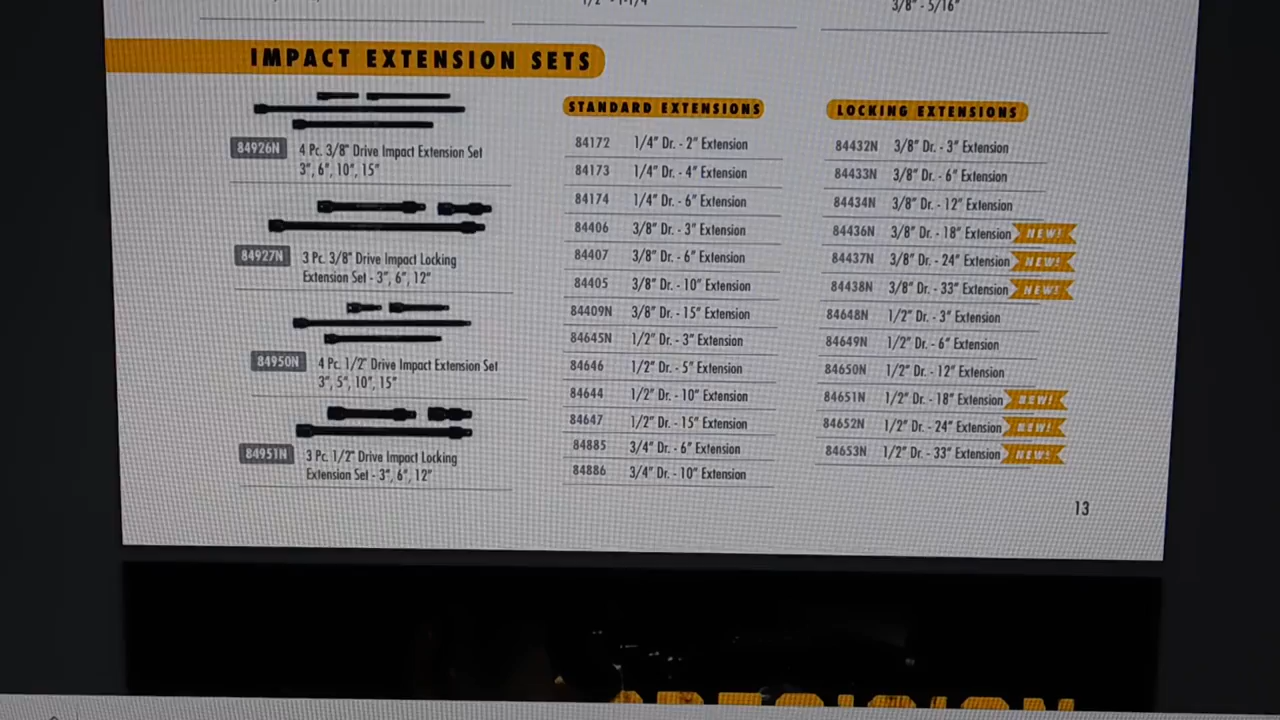 3/8" - 5/16"
IMPACT EXTENSION SETS
84926N 4 Pc. 3/8" Drive Impact Extension Set
3", 6", 10", 15"
84927N 3 Pc. 3/8" Drive Impact Locking
Extension Set - 3", 6", 12"
84950N 4 Pc. 1/2" Drive Impact Extension Set
3", 5", 10", 15"
84951N 3 Pc. 1/2" Drive Impact Locking
Extension Set - 3", 6", 12"
STANDARD EXTENSIONS
84172 1/4" Dr. - 2" Extension
84173 1/4" Dr. - 4" Extension
84174 1/4" Dr. - 6" Extension
84406 3/8" Dr. - 3" Extension
84407 3/8" Dr. - 6" Extension
84405 3/8" Dr. - 10" Extension
84409N 3/8" Dr. - 15" Extension
84645N 1/2" Dr. - 3" Extension
84646 1/2" Dr. - 5" Extension
84644 1/2" Dr. - 10" Extension
84647 1/2" Dr. - 15" Extension
84885 3/4" Dr. - 6" Extension
84886 3/4" Dr. - 10" Extension
LOCKING EXTENSIONS
84432N 3/8" Dr. - 3" Extension
84433N 3/8" Dr. - 6" Extension
84434N 3/8" Dr. - 12" Extension
84436N 3/8" Dr. - 18" Extension NEW!
84437N 3/8" Dr. - 24" Extension NEW!
84438N 3/8" Dr. - 33" Extension NEW!
84648N 1/2" Dr. - 3" Extension
84649N 1/2" Dr. - 6" Extension
84650N 1/2" Dr. - 12" Extension
84651N 1/2" Dr. - 18" Extension NEW!
84652N 1/2" Dr. - 24" Extension NEW!
84653N 1/2" Dr. - 33" Extension NEW!
13